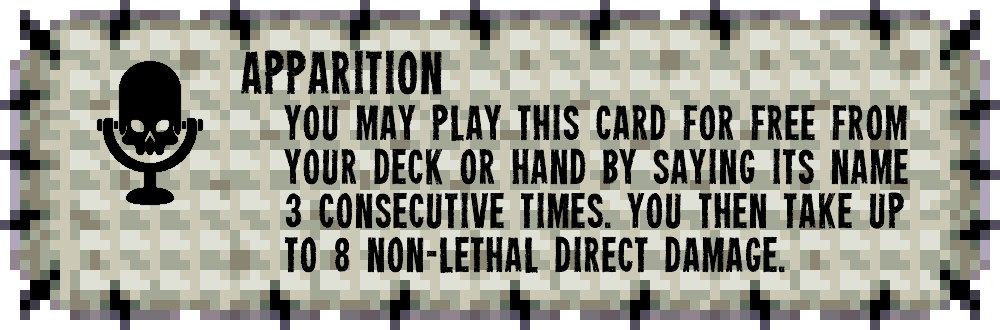 APPARITION
YOU MAY PLAY THIS CARD FOR FREE FROM
YOUR DECK OR HAND BY SAYING ITS NAME
3 CONSECUTIVE TIMES. YOU THEN TAKE UP
TO 8 NON-LETHAL DIRECT DAMAGE.